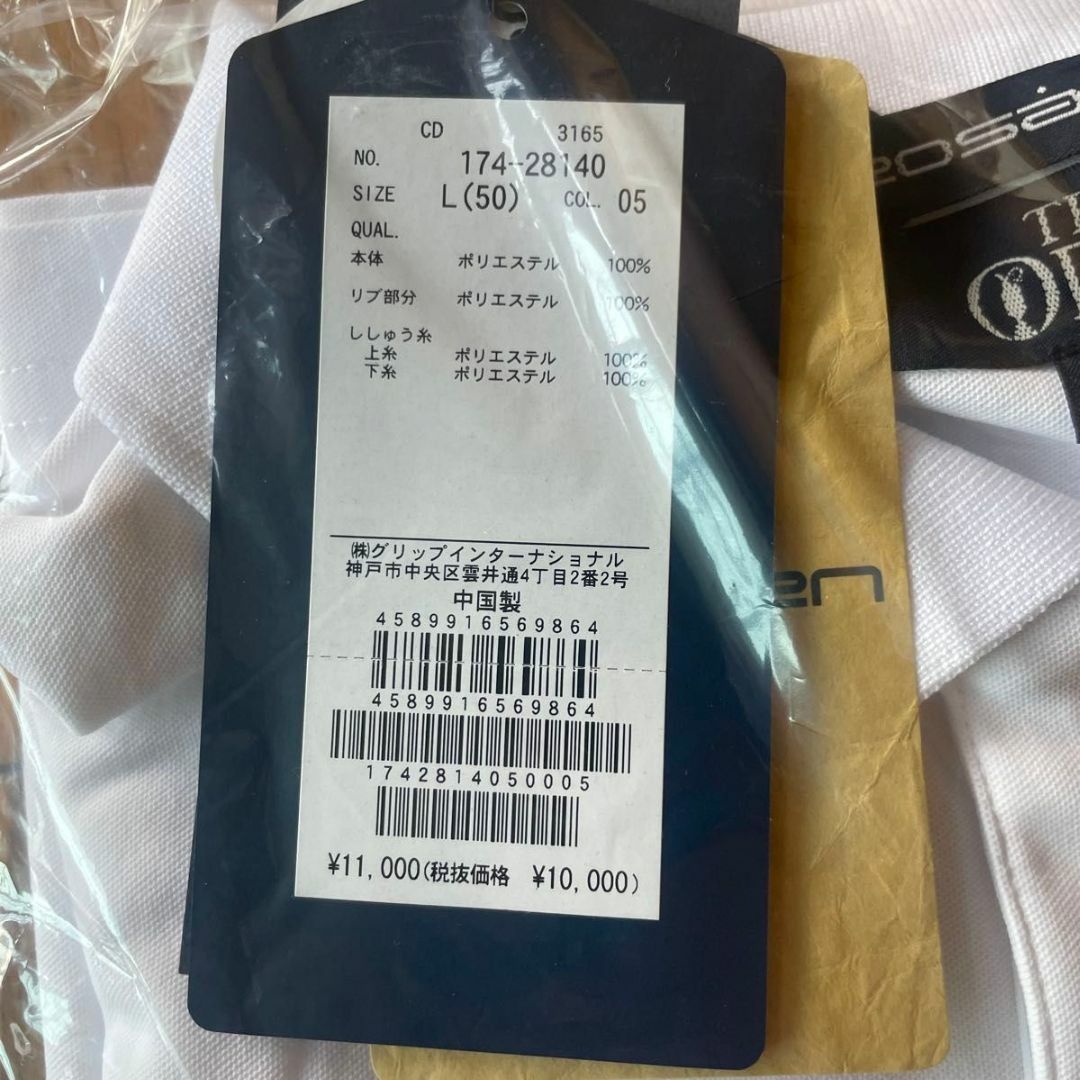 CD 3165
NO. 174-28140
SIZE L(50) COL. 05
QUAL.
本体 ポリエステル 100%
リブ部分 ポリエステル 100%
ししゅう糸
上糸 ポリエステル 100%
下糸 ポリエステル 100%
㈱グリップインターナショナル
神戸市中央区雲井通4丁目2番2号
中国製
4589916569864
4589916569864
1742814050005
¥11,000(税抜価格 ¥10,000)